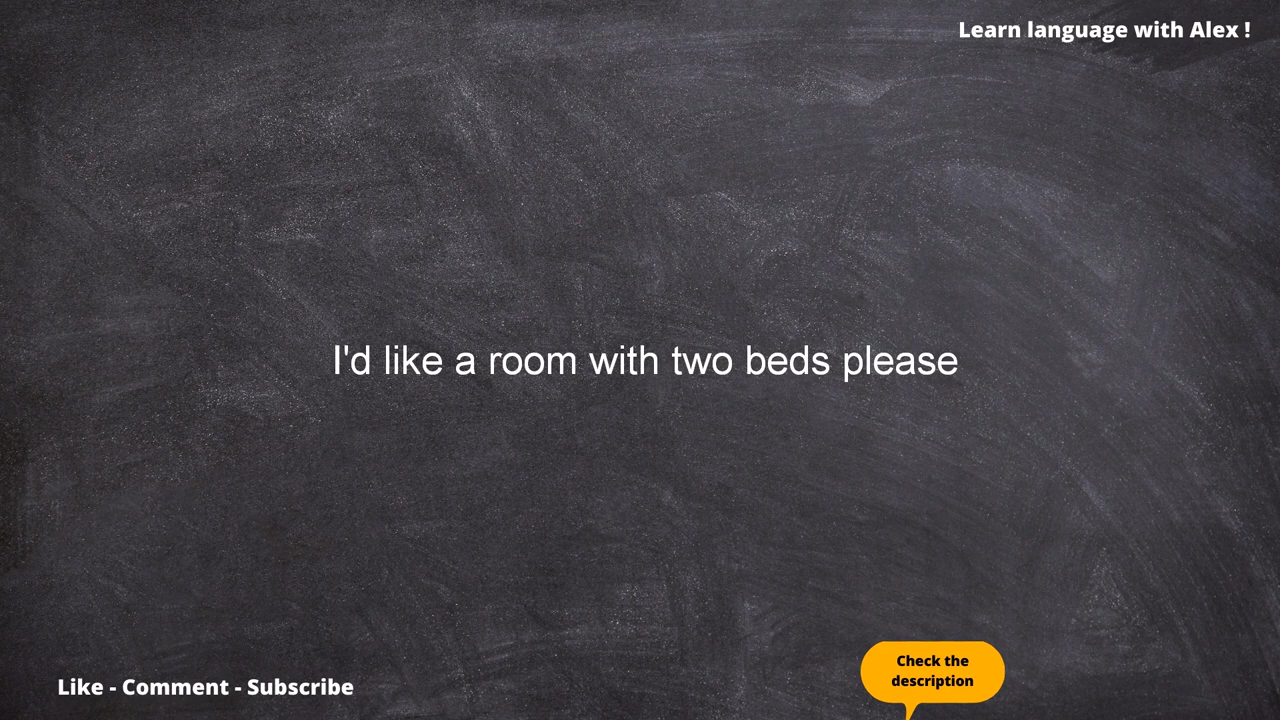 Learn language with Alex !
I'd like a room with two beds please
Like - Comment - Subscribe
Check the
description